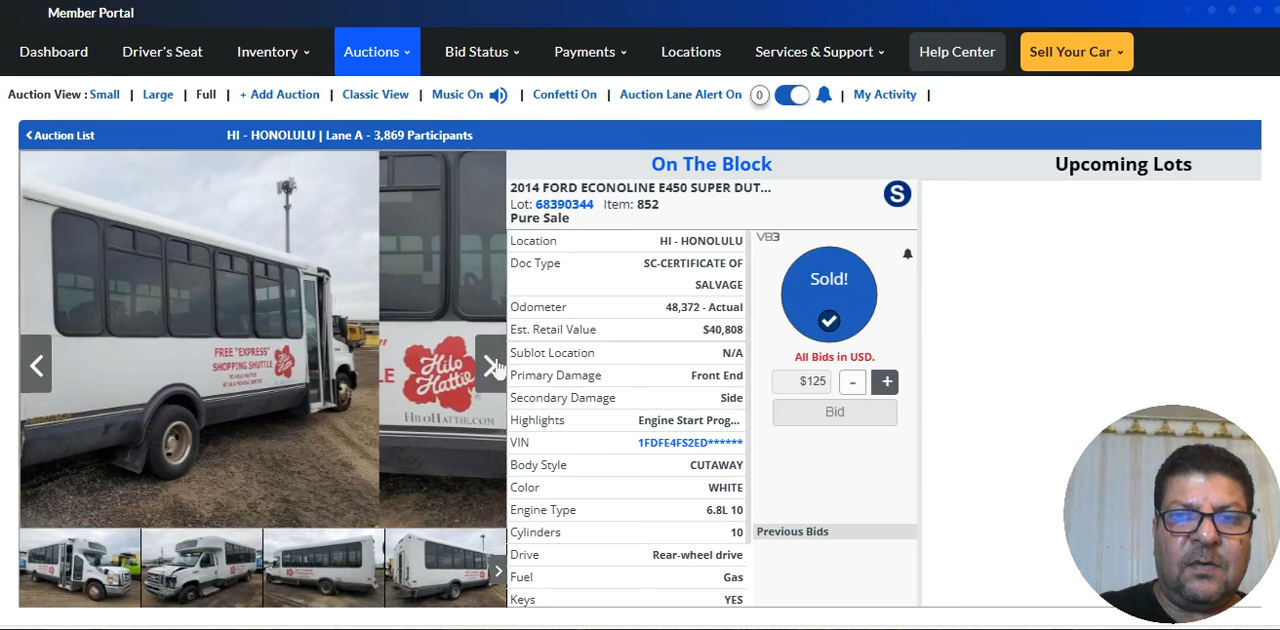 Member Portal
Dashboard Driver's Seat Inventory Auctions Bid Status Payments Locations Services & Support Help Center Sell Your Car
Auction View : Small | Large | Full | + Add Auction | Classic View | Music On | Confetti On | Auction Lane Alert On 0 | My Activity |
Auction List HI - HONOLULU | Lane A - 3,869 Participants
On The Block
Upcoming Lots
2014 FORD ECONOLINE E450 SUPER DUT...
Lot: 68390344 Item: 852
Pure Sale
S
Location HI - HONOLULU
Doc Type SC-CERTIFICATE OF
SALVAGE
Odometer 48,372 - Actual
Est. Retail Value $40,808
Sublot Location N/A
Primary Damage Front End
Secondary Damage Side
Highlights Engine Start Prog...
VIN 1FDFE4FS2ED******
Body Style CUTAWAY
Color WHITE
Engine Type 6.8L 10
Cylinders 10
Drive Rear-wheel drive
Fuel Gas
Keys YES
VB3
Sold!
All Bids in USD.
$125 - +
Bid
Previous Bids
FREE "EXPRESS"
SHOPPING SHUTTLE
Hilo
Hattie
HILOHATTIE.COM